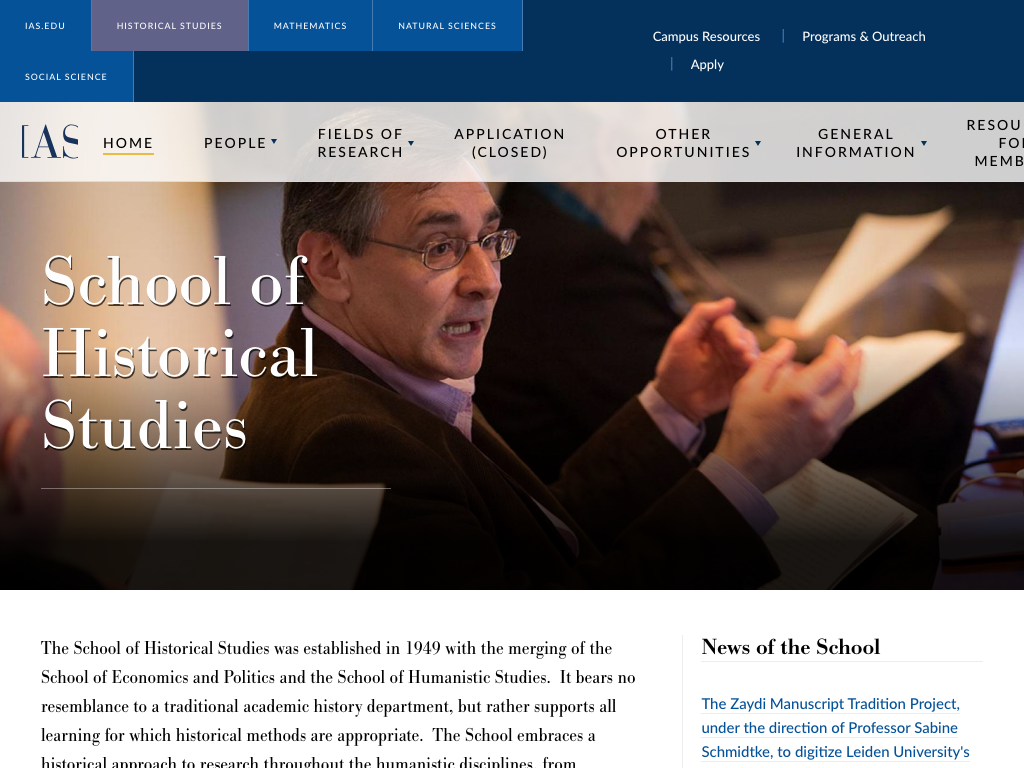 IAS.EDU
HISTORICAL STUDIES
MATHEMATICS
NATURAL SCIENCES
SOCIAL SCIENCE
Campus Resources
Programs & Outreach
Apply
IAS
HOME
PEOPLE
FIELDS OF
RESEARCH
APPLICATION
(CLOSED)
OTHER
OPPORTUNITIES
GENERAL
INFORMATION
School of
Historical
Studies
The School of Historical Studies was established in 1949 with the merging of the
School of Economics and Politics and the School of Humanistic Studies.  It bears no
resemblance to a traditional academic history department, but rather supports all
learning for which historical methods are appropriate.  The School embraces a
historical approach to research throughout the humanistic disciplines, from
News of the School
The Zaydi Manuscript Tradition Project,
under the direction of Professor Sabine
Schmidtke, to digitize Leiden University's